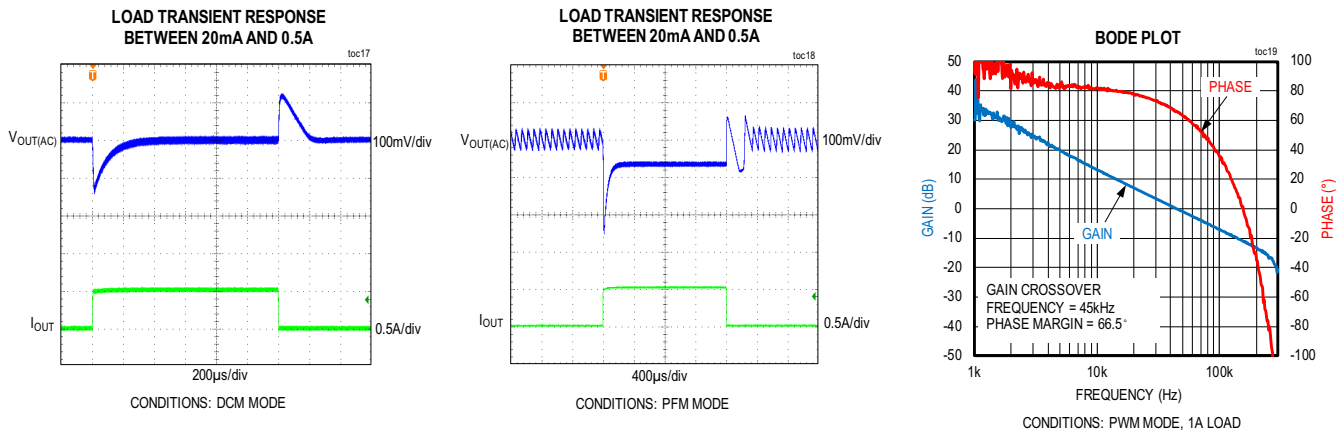 LOAD TRANSIENT RESPONSE
BETWEEN 20mA AND 0.5A
toc17
T
VOUT(AC)
100mV/div
IOUT
0.5A/div
200µs/div
CONDITIONS: DCM MODE
LOAD TRANSIENT RESPONSE
BETWEEN 20mA AND 0.5A
toc18
T
VOUT(AC)
100mV/div
IOUT
0.5A/div
400µs/div
CONDITIONS: PFM MODE
BODE PLOT
toc19
50
40
30
20
10
0
-10
-20
-30
-40
-50
GAIN (dB)
100
80
60
40
20
0
-20
-40
-60
-80
-100
PHASE (°)
PHASE
GAIN
GAIN CROSSOVER
FREQUENCY = 45kHz
PHASE MARGIN = 66.5°
1k
10k
100k
FREQUENCY (Hz)
CONDITIONS: PWM MODE, 1A LOAD